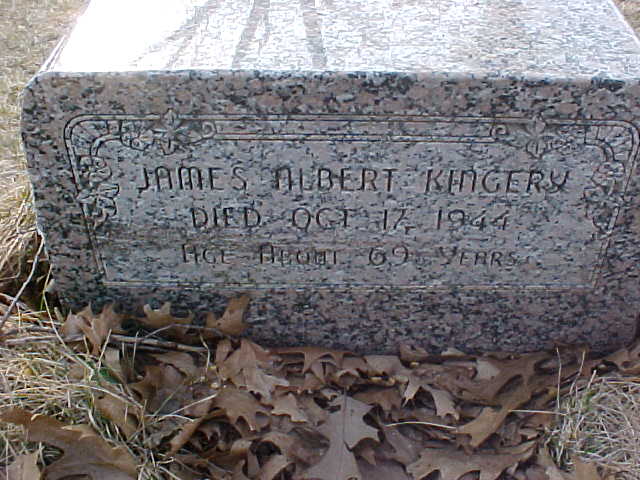 JAMES ALBERT KINGERY
DIED OCT 17, 1944
AGE ABOUT 69 YEARS